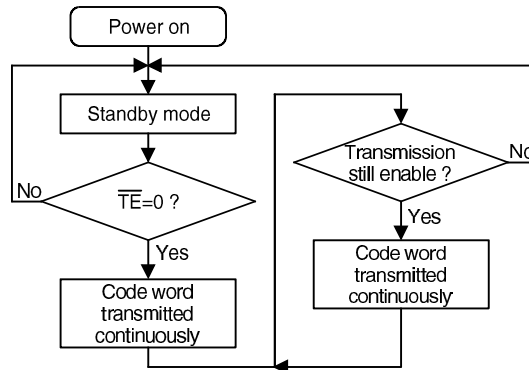 Power on
Standby mode
No
T̅E̅=0 ?
Yes
Code word
transmitted
continuously
Transmission
still enable ?
No
Yes
Code word
transmitted
continuously